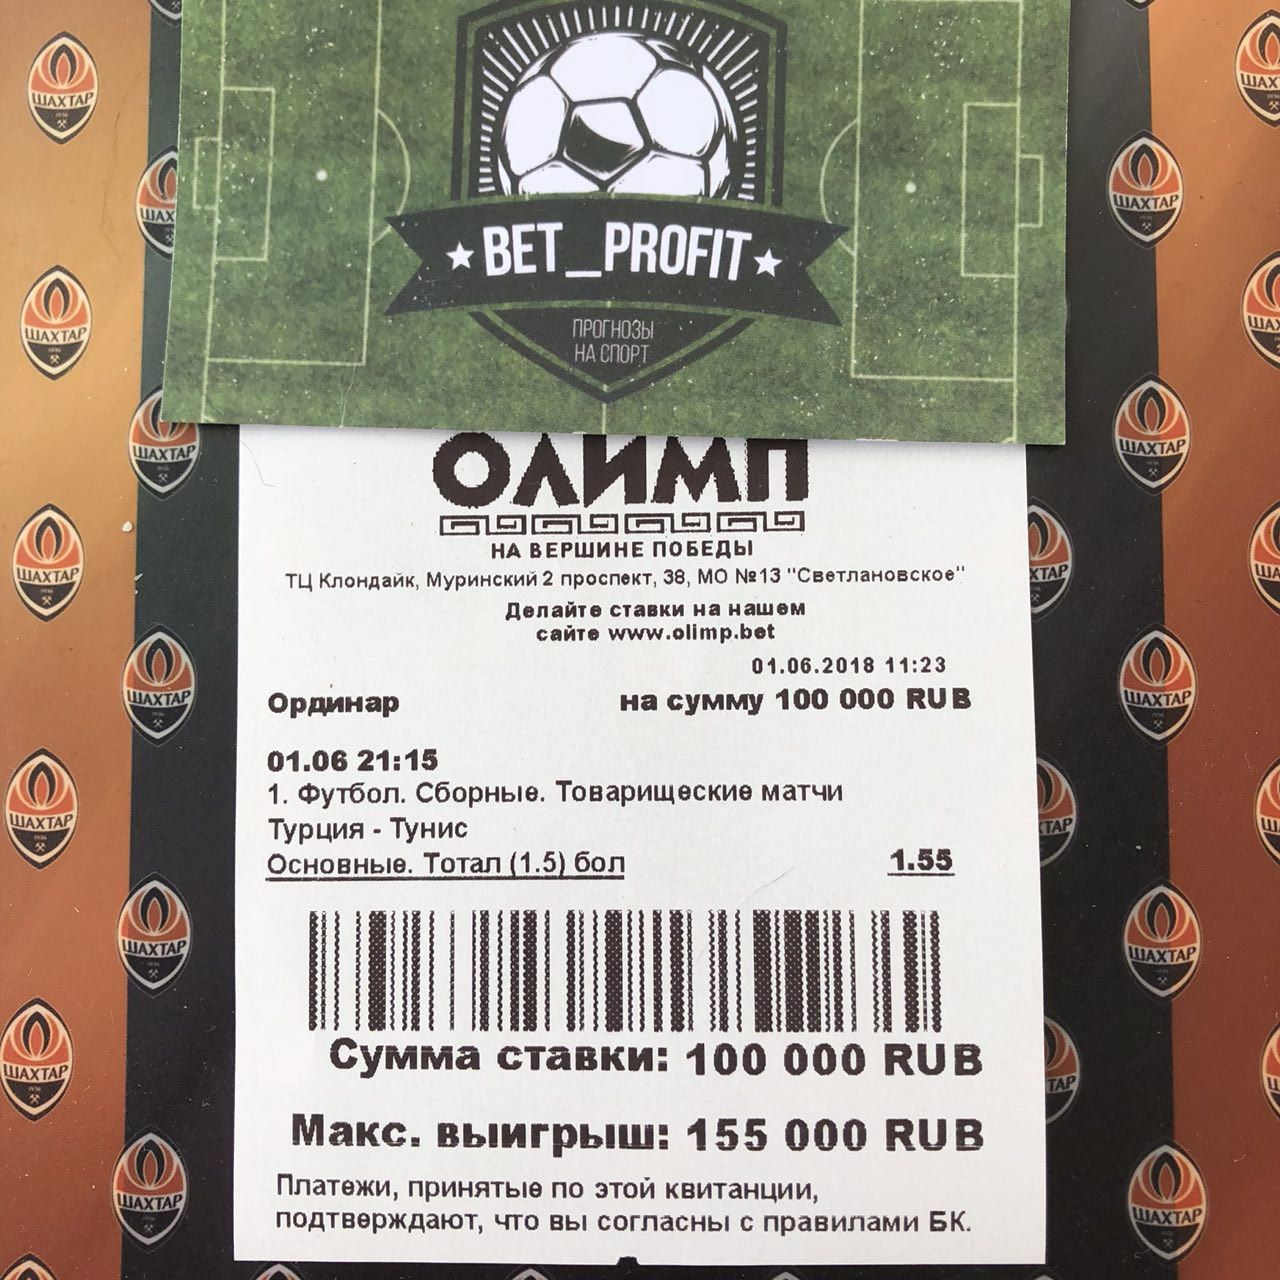 ★ BET_PROFIT ★
ПРОГНОЗЫ
НА СПОРТ
ОЛИМП
НА ВЕРШИНЕ ПОБЕДЫ
ТЦ Клондайк, Муринский 2 проспект, 38, МО №13 "Светлановское"
Делайте ставки на нашем
сайте www.olimp.bet
01.06.2018 11:23
Ординар на сумму 100 000 RUB
01.06 21:15
1. Футбол. Сборные. Товарищеские матчи
Турция - Тунис
Основные. Тотал (1.5) бол 1.55
Сумма ставки: 100 000 RUB
Макс. выигрыш: 155 000 RUB
Платежи, принятые по этой квитанции,
подтверждают, что вы согласны с правилами БК.
ШАХТАР
1936